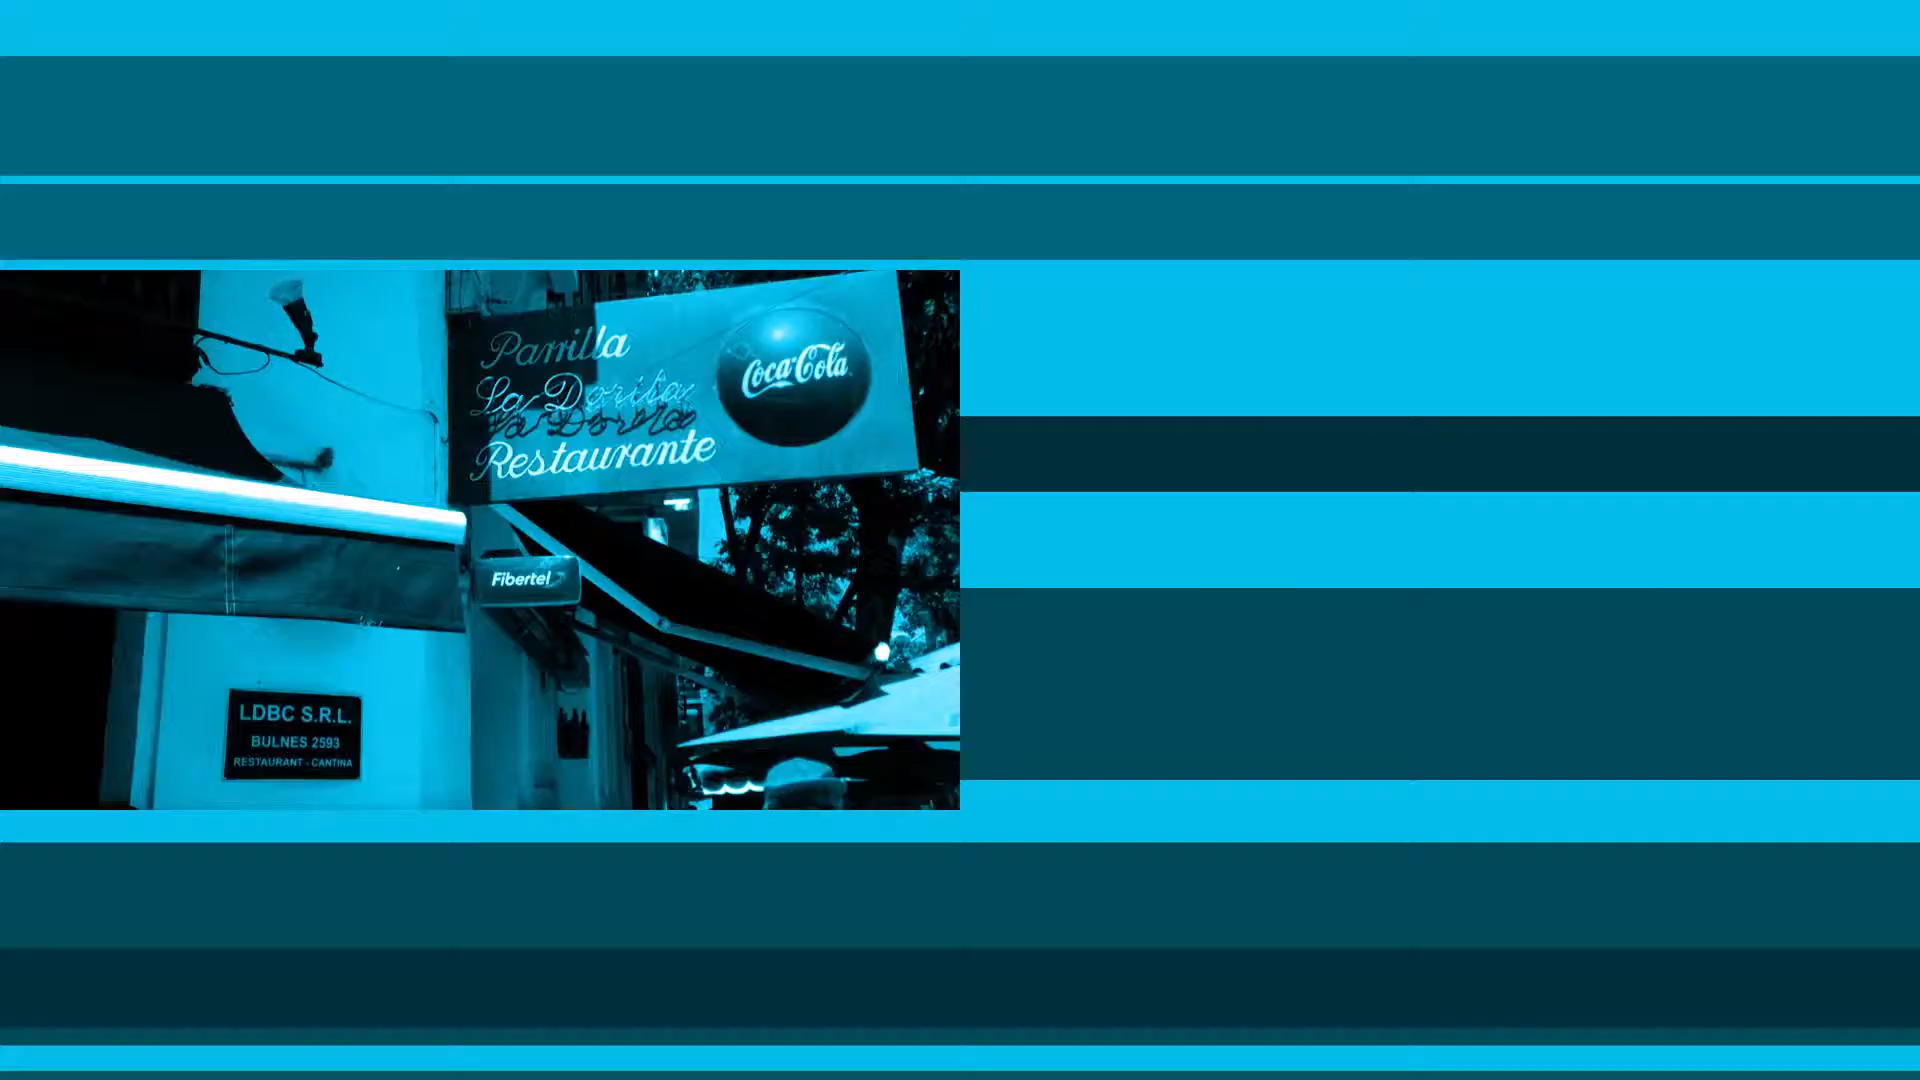 Parrilla
La Dorita
Restaurante
Coca-Cola
Fibertel
LDBC S.R.L.
BULNES 2593
RESTAURANT - CANTINA